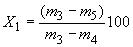 X₁ = (m₃ − m₅) / (m₃ − m₄) 100